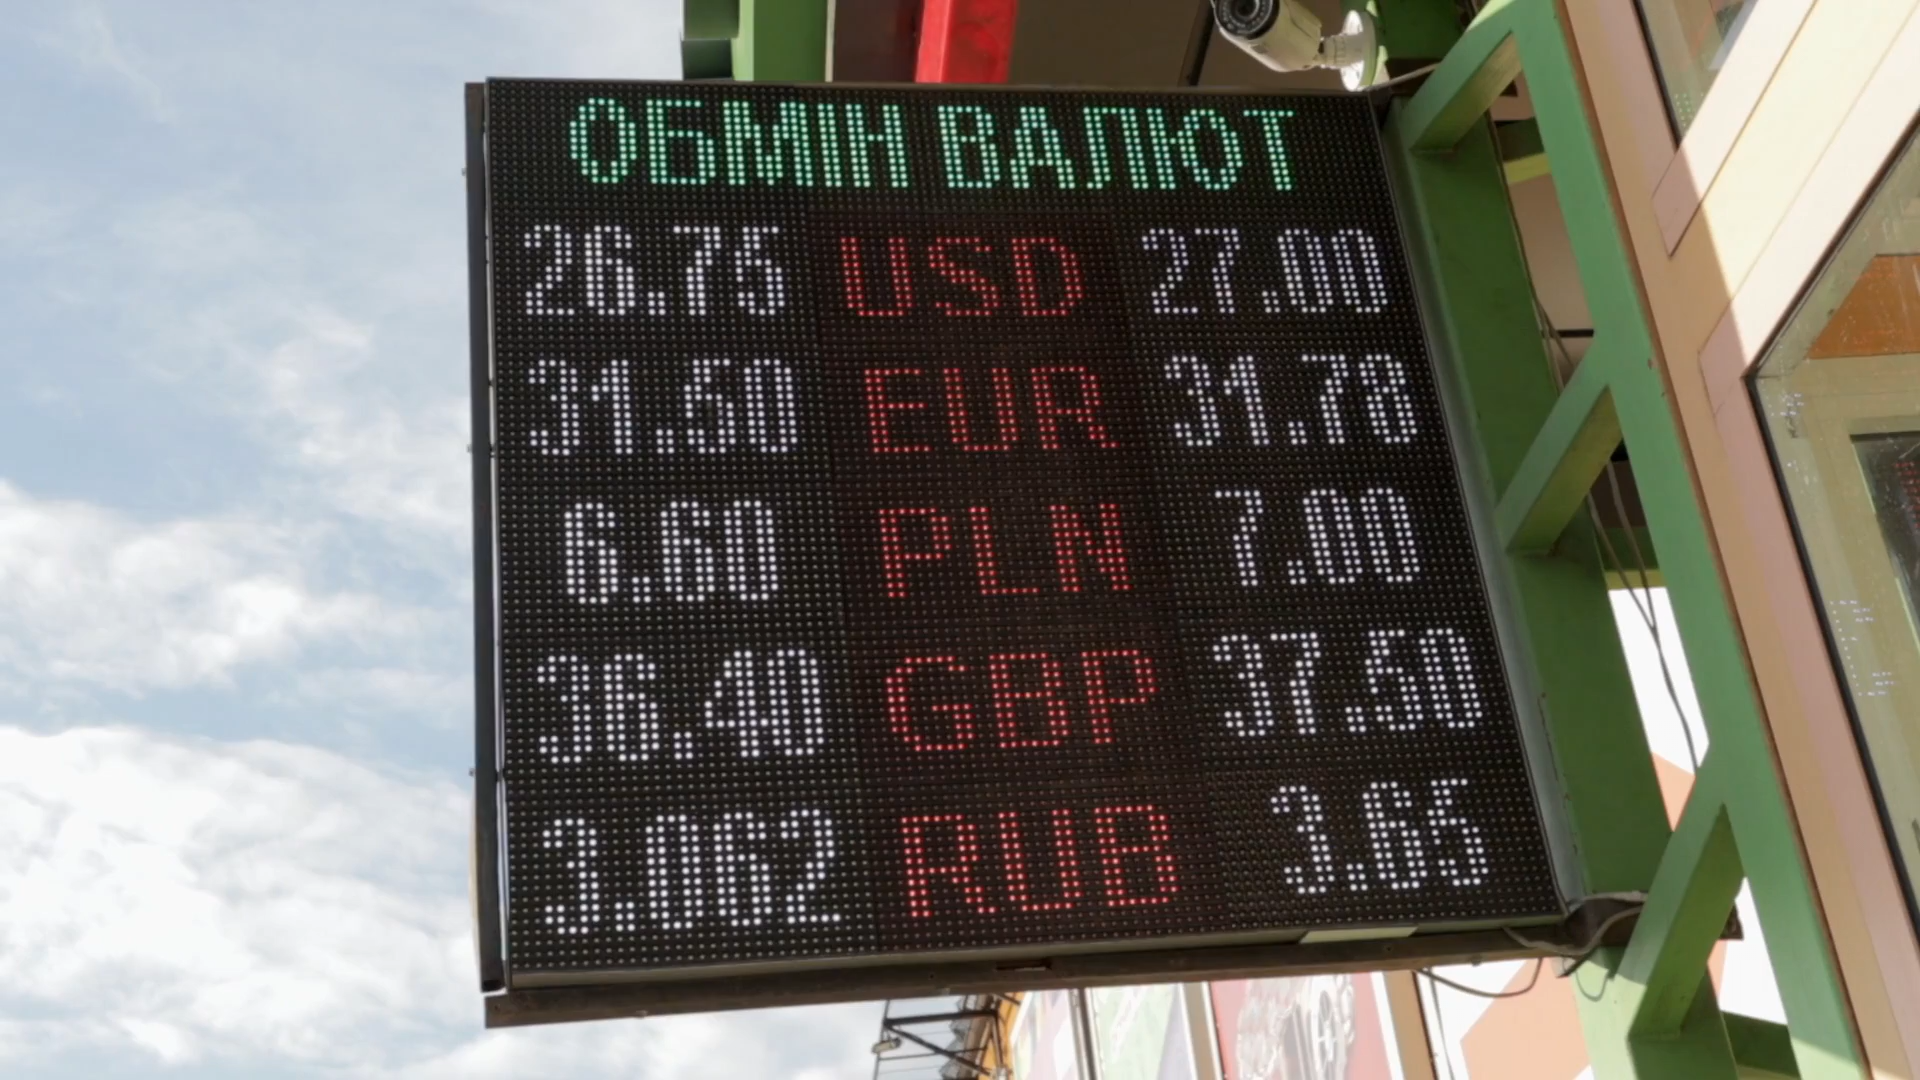 ОБМІН ВАЛЮТ
26.75 USD 27.00
31.50 EUR 31.78
6.60 PLN 7.00
36.40 GBP 37.50
3.062 RUB 3.65